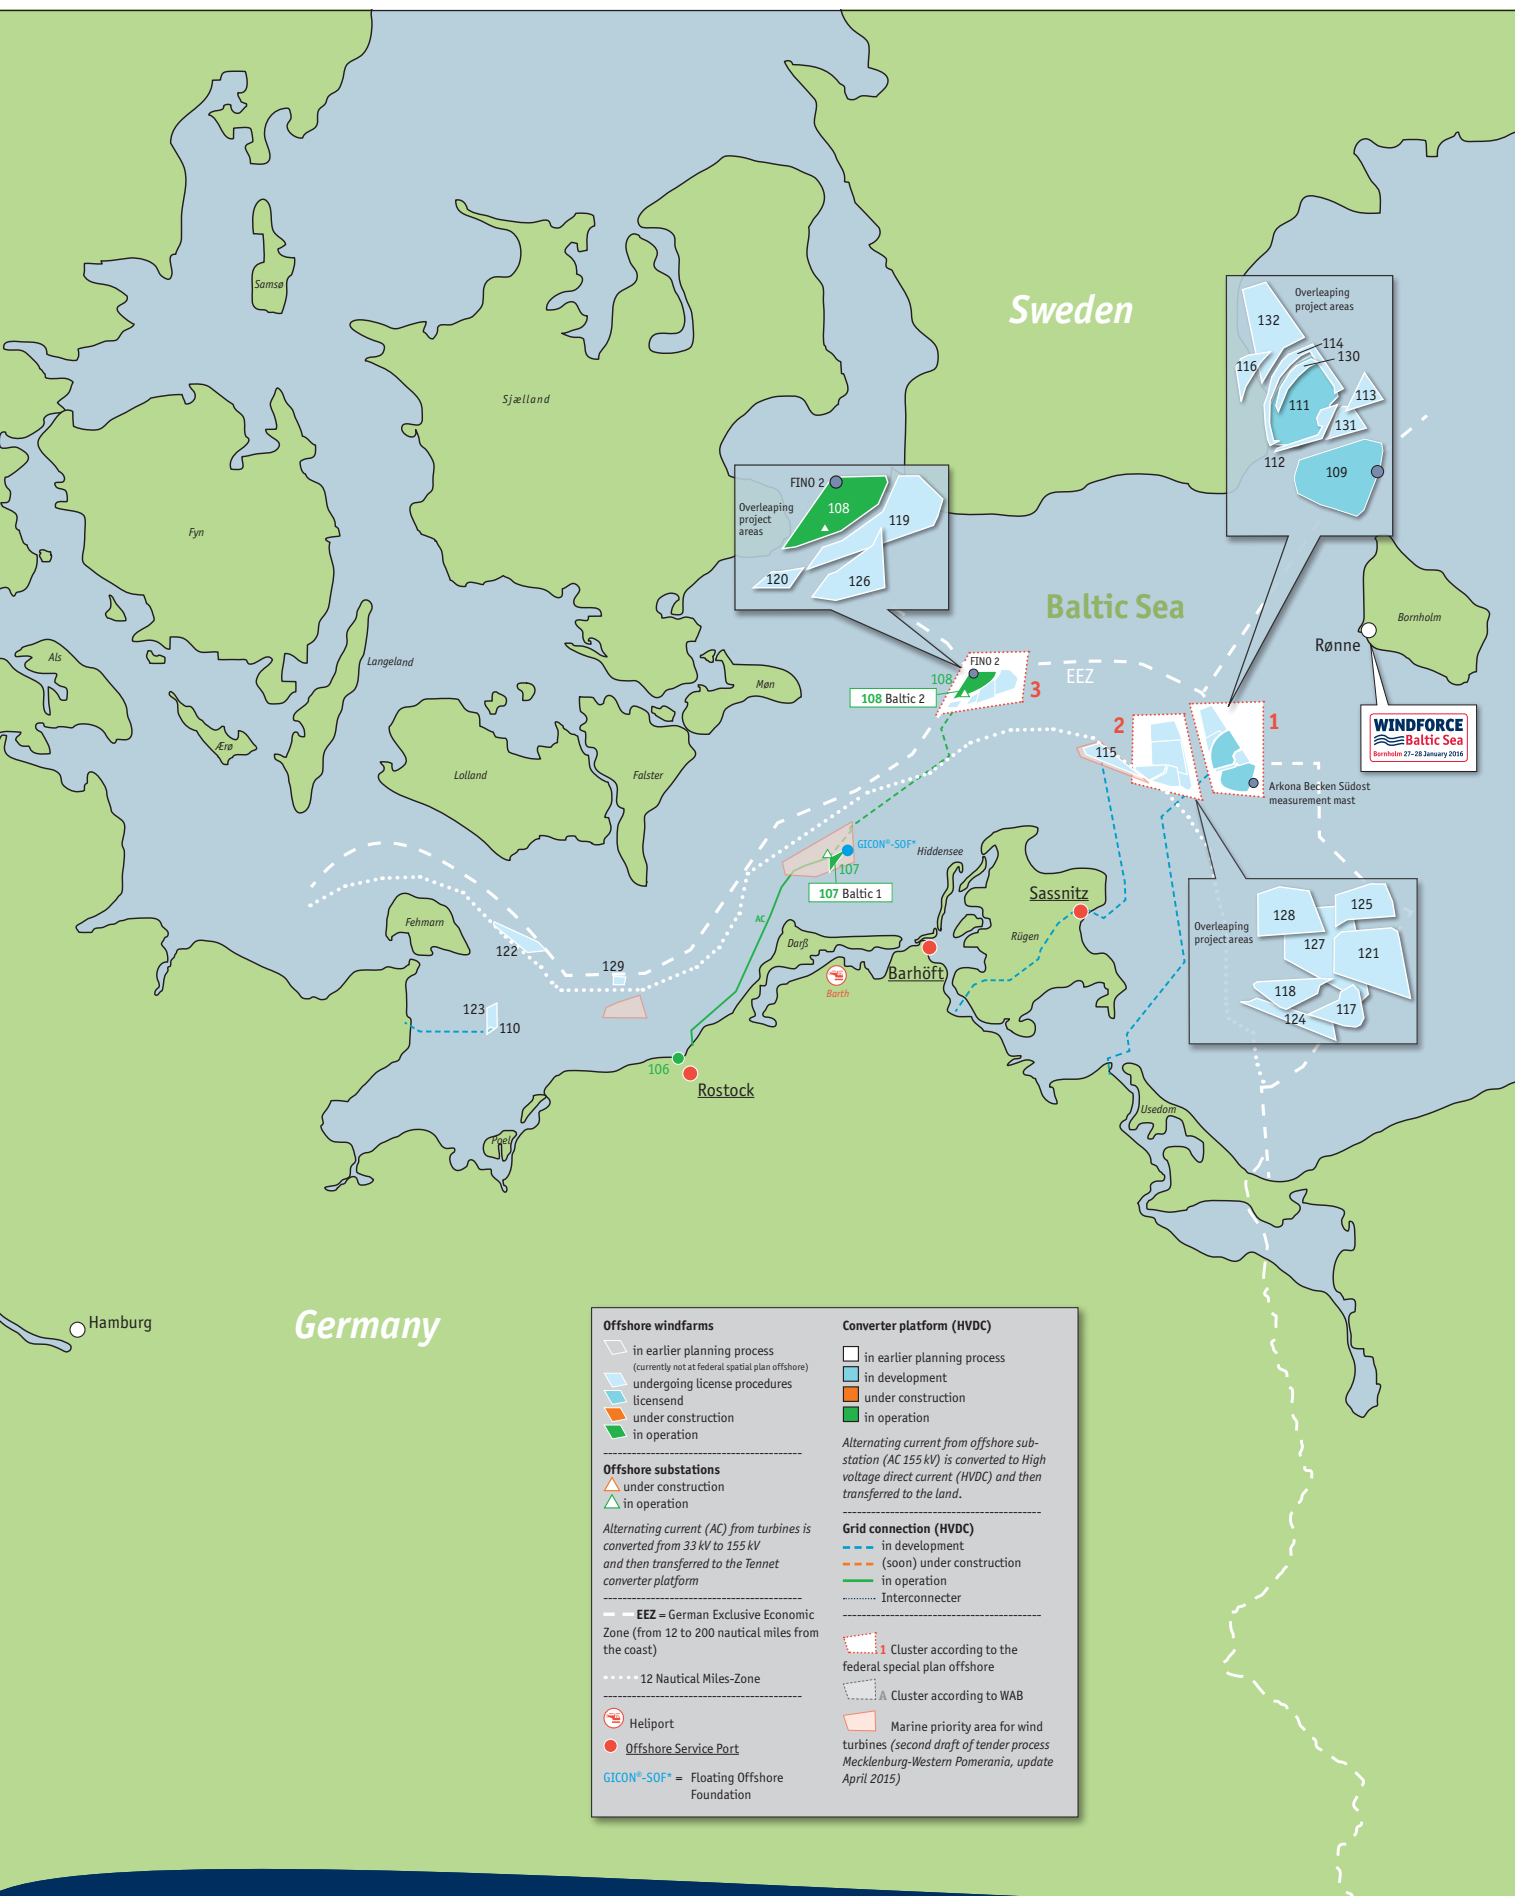 Samsø
Sweden
Overleaping
project areas
132
114
130
116
111
113
131
112
109
Sjælland
FINO 2
108
Overleaping
project
areas
119
120
126
Fyn
Baltic Sea
Bornholm
Rønne
Als
Langeland
Møn
Ærø
Lolland
Falster
FINO 2
108
3
EEZ
108 Baltic 2
2
1
115
WINDFORCE
Baltic Sea
Bornholm 27–28 January 2016
Arkona Becken Südost
measurement mast
GICON®-SOF*
Hiddensee
107
107 Baltic 1
Sassnitz
AC
Fehmarn
Darß
Rügen
122
129
Barhöft
Barth
Overleaping
project areas
128
125
127
121
118
117
124
123
110
106
Rostock
Usedom
Poel
Hamburg
Germany
Offshore windfarms
in earlier planning process
(currently not at federal spatial plan offshore)
undergoing license procedures
licensend
under construction
in operation
Offshore substations
under construction
in operation
Alternating current (AC) from turbines is
converted from 33 kV to 155 kV
and then transferred to the Tennet
converter platform
EEZ = German Exclusive Economic
Zone (from 12 to 200 nautical miles from
the coast)
12 Nautical Miles-Zone
Heliport
Offshore Service Port
GICON®-SOF* = Floating Offshore
Foundation
Converter platform (HVDC)
in earlier planning process
in development
under construction
in operation
Alternating current from offshore sub-
station (AC 155 kV) is converted to High
voltage direct current (HVDC) and then
transferred to the land.
Grid connection (HVDC)
in development
(soon) under construction
in operation
Interconnecter
1 Cluster according to the
federal special plan offshore
A Cluster according to WAB
Marine priority area for wind
turbines (second draft of tender process
Mecklenburg-Western Pomerania, update
April 2015)